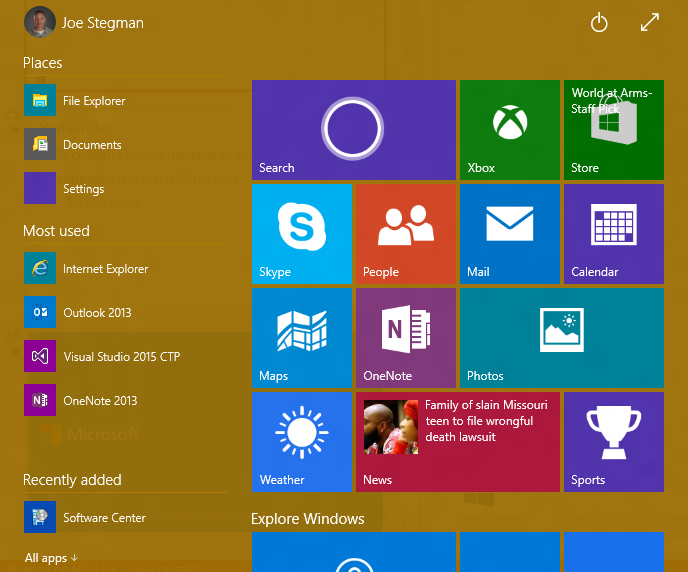 Joe Stegman
Places
File Explorer
Documents
Settings
Most used
Internet Explorer
Outlook 2013
Visual Studio 2015 CTP
OneNote 2013
Microsoft
Recently added
Software Center
All apps
Search
Xbox
World at Arms-
Staff Pick
Store
Skype
People
Mail
Calendar
Maps
N
OneNote
Photos
Weather
Family of slain Missouri
teen to file wrongful
death lawsuit
News
Sports
Explore Windows